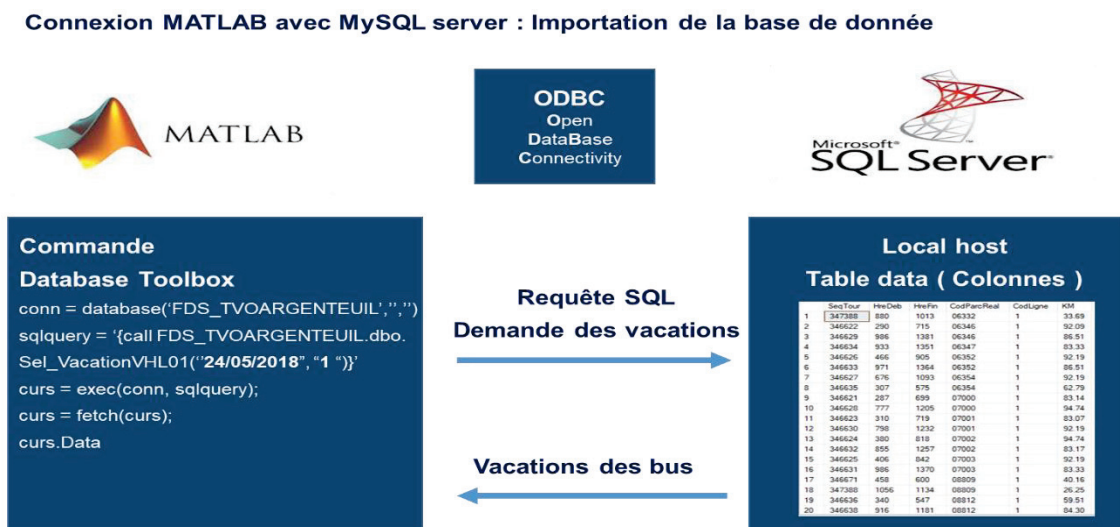 Connexion MATLAB avec MySQL server : Importation de la base de donnée
MATLAB
ODBC
Open
DataBase
Connectivity
Microsoft®
SQL Server
Commande
Database Toolbox
conn = database('FDS_TVOARGENTEUIL','','')
sqlquery = '{call FDS_TVOARGENTEUIL.dbo.
Sel_VacationVHL01(''24/05/2018'', "1 ")}'
curs = exec(conn, sqlquery);
curs = fetch(curs);
curs.Data
Requête SQL
Demande des vacations
Vacations des bus
Local host
Table data ( Colonnes )
SeqTour HreDeb HreFin CodParcReal CodLigne KM
1 347388 880 1013 06332 1 33.69
2 346622 290 715 06346 1 92.09
3 346629 986 1381 06346 1 86.51
4 346634 933 1351 06347 1 83.33
5 346626 466 905 06352 1 92.19
6 346633 971 1364 06352 1 86.51
7 346627 676 1093 06354 1 92.19
8 346635 307 575 06354 1 62.79
9 346621 287 699 07000 1 83.14
10 346628 777 1205 07000 1 94.74
11 346623 310 719 07001 1 83.07
12 346630 798 1232 07001 1 92.19
13 346624 380 818 07002 1 94.74
14 346632 855 1257 07002 1 83.17
15 346625 406 842 07003 1 92.19
16 346631 986 1370 07003 1 83.33
17 346671 458 600 08809 1 40.16
18 347388 1056 1134 08809 1 26.25
19 346636 340 547 08812 1 59.51
20 346638 916 1181 08812 1 84.30